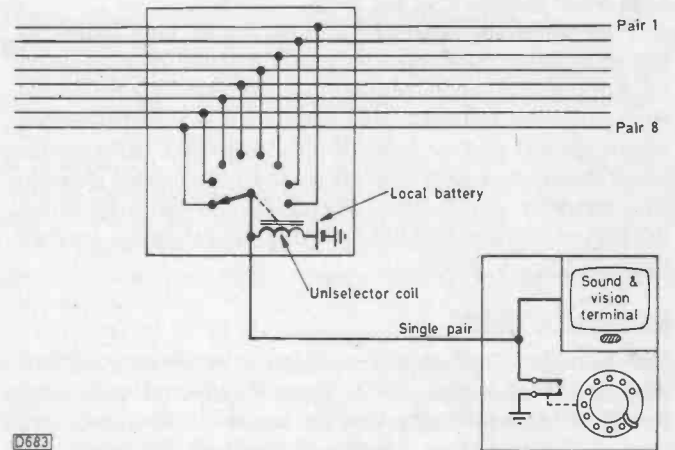 Pair 1
Pair 8
Local battery
Uniselector coil
Single pair
Sound &
vision
terminal
D683